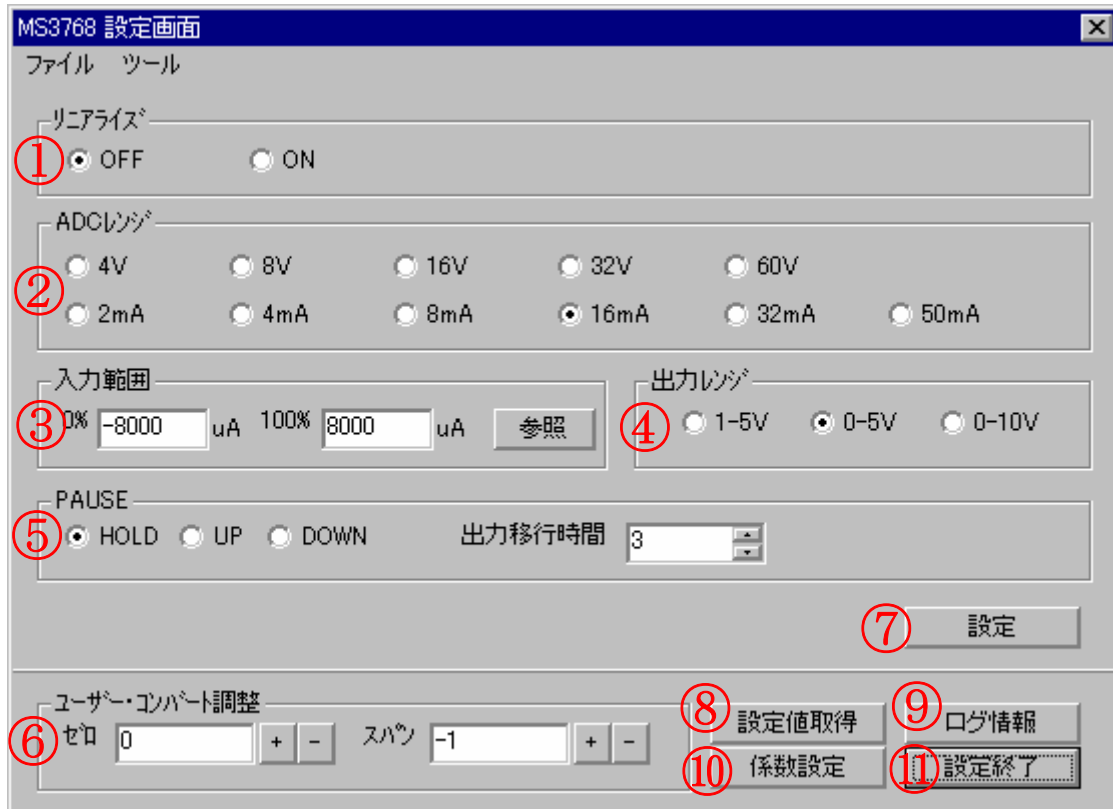 MS3768 設定画面
ファイル ツール
リニアライズ
① OFF ON
ADCレンジ
4V 8V 16V 32V 60V
②
2mA 4mA 8mA 16mA 32mA 50mA
入力範囲 出力レンジ
③ 0% -8000 uA 100% 8000 uA 参照 ④ 1-5V 0-5V 0-10V
PAUSE
⑤ HOLD UP DOWN 出力移行時間 3
⑦ 設定
ユーザー・コンバート調整
⑥ ゼロ 0 + - スパン -1 + -
⑧ 設定値取得 ⑨ ログ情報
⑩ 係数設定 ⑪ 設定終了